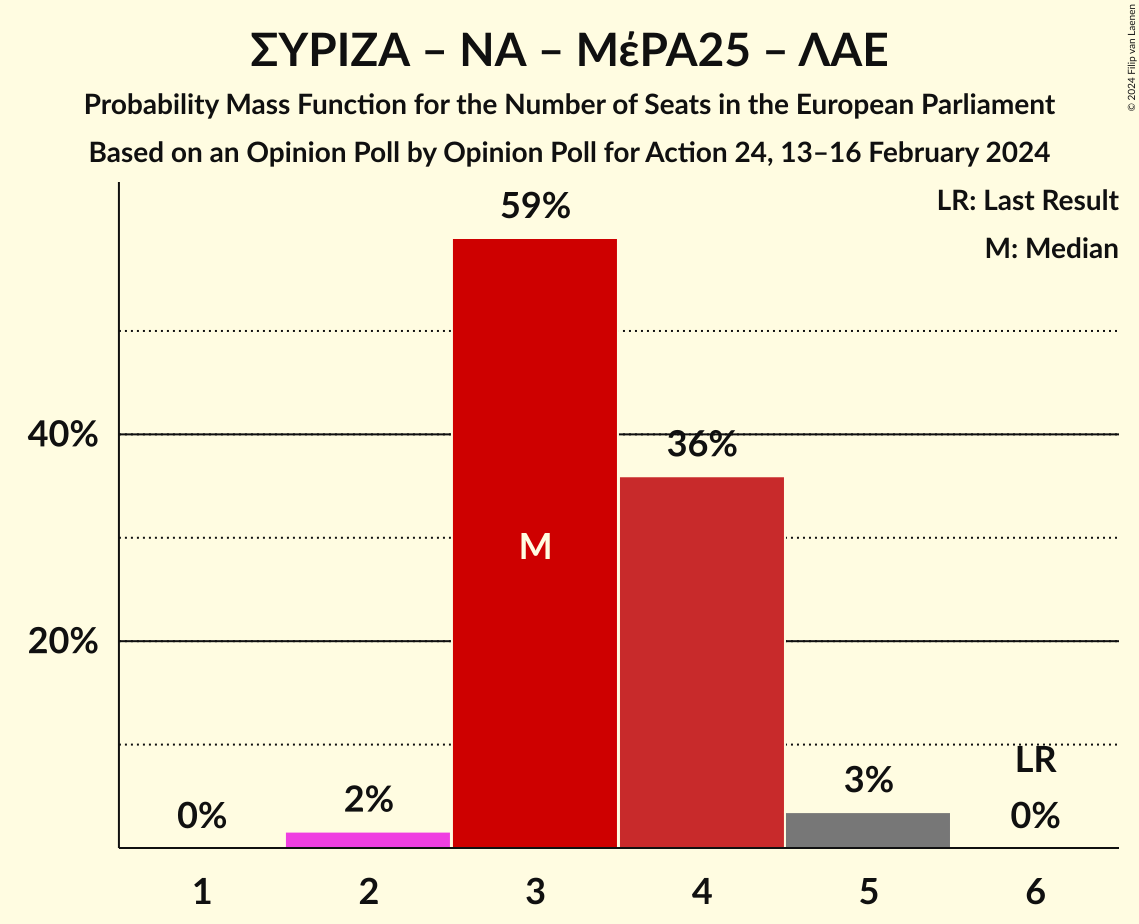 ΣΥΡΙΖΑ – ΝΑ – ΜέΡΑ25 – ΛΑΕ
Probability Mass Function for the Number of Seats in the European Parliament
Based on an Opinion Poll by Opinion Poll for Action 24, 13–16 February 2024
© 2024 Filip van Laenen
LR: Last Result
M: Median
59%
40%
36%
M
20%
LR
0%
2%
3%
0%
1 2 3 4 5 6